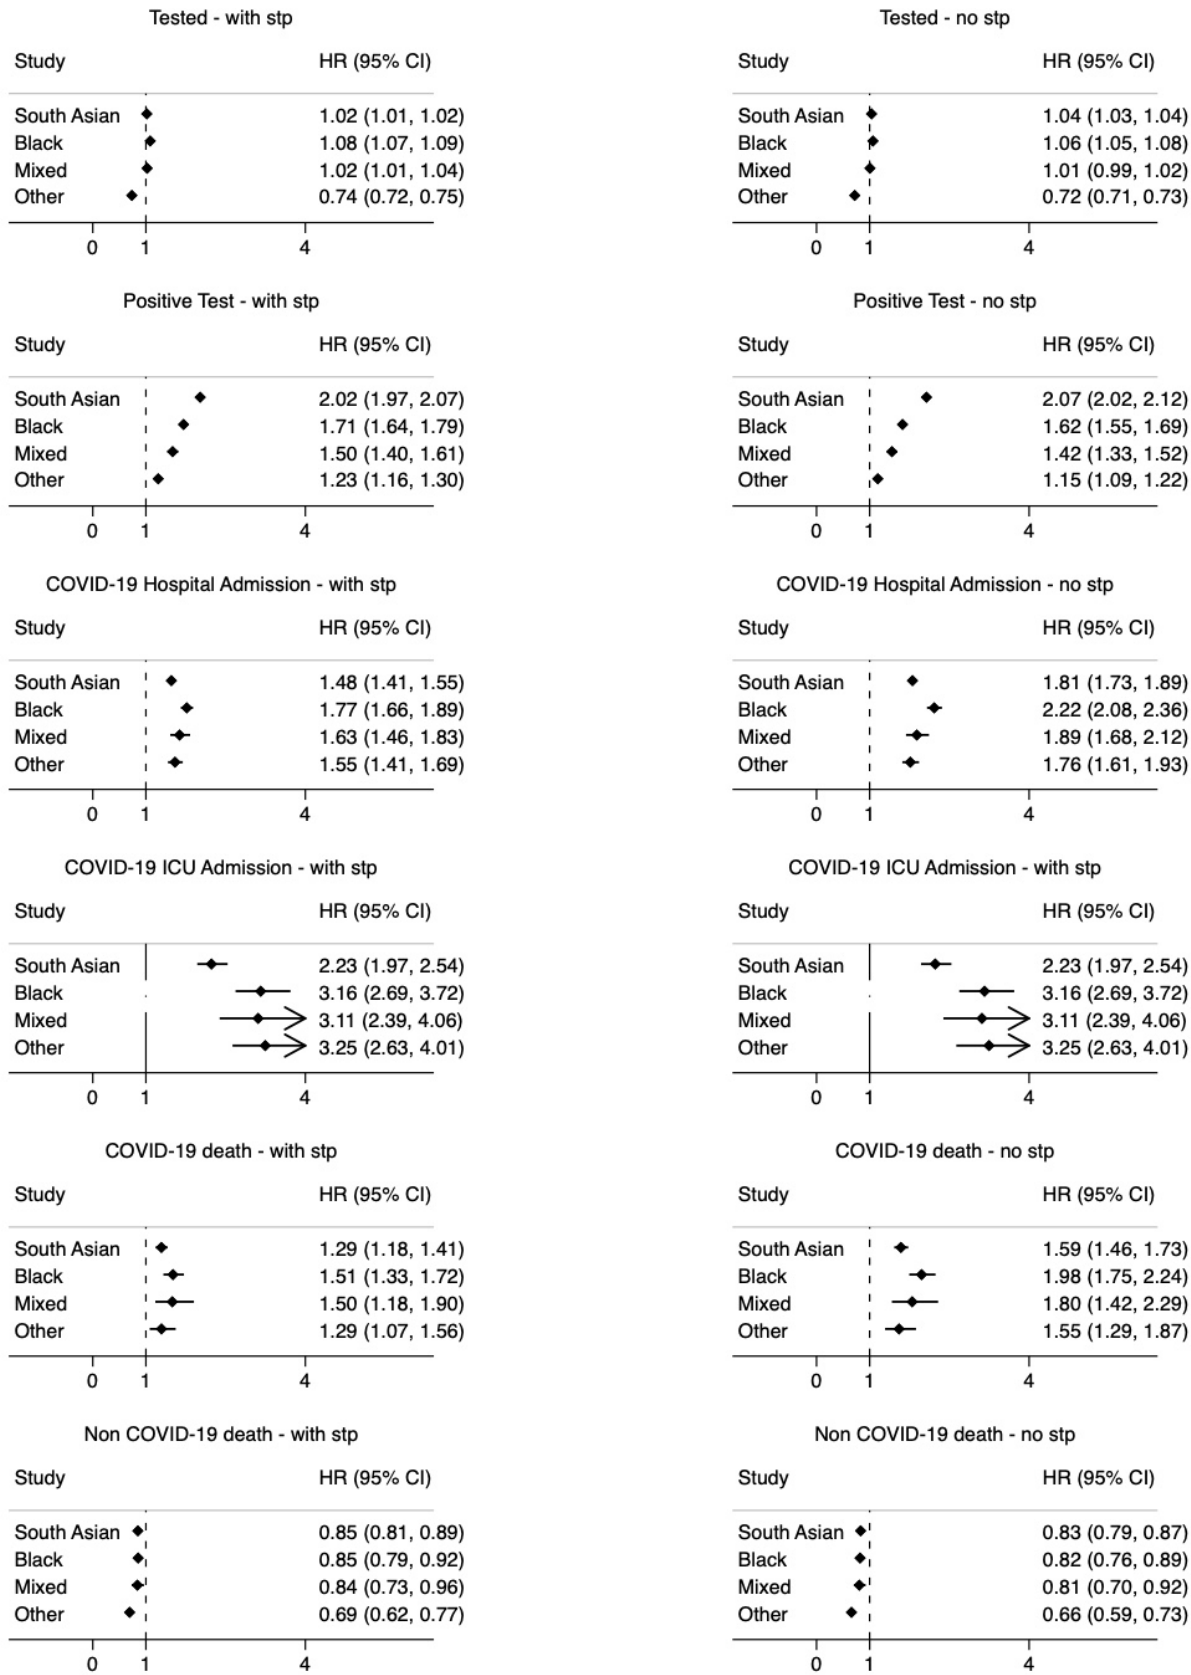 Tested - with stp
Study HR (95% CI)
South Asian 1.02 (1.01, 1.02)
Black 1.08 (1.07, 1.09)
Mixed 1.02 (1.01, 1.04)
Other 0.74 (0.72, 0.75)
0 1 4
Tested - no stp
Study HR (95% CI)
South Asian 1.04 (1.03, 1.04)
Black 1.06 (1.05, 1.08)
Mixed 1.01 (0.99, 1.02)
Other 0.72 (0.71, 0.73)
0 1 4
Positive Test - with stp
Study HR (95% CI)
South Asian 2.02 (1.97, 2.07)
Black 1.71 (1.64, 1.79)
Mixed 1.50 (1.40, 1.61)
Other 1.23 (1.16, 1.30)
0 1 4
Positive Test - no stp
Study HR (95% CI)
South Asian 2.07 (2.02, 2.12)
Black 1.62 (1.55, 1.69)
Mixed 1.42 (1.33, 1.52)
Other 1.15 (1.09, 1.22)
0 1 4
COVID-19 Hospital Admission - with stp
Study HR (95% CI)
South Asian 1.48 (1.41, 1.55)
Black 1.77 (1.66, 1.89)
Mixed 1.63 (1.46, 1.83)
Other 1.55 (1.41, 1.69)
0 1 4
COVID-19 Hospital Admission - no stp
Study HR (95% CI)
South Asian 1.81 (1.73, 1.89)
Black 2.22 (2.08, 2.36)
Mixed 1.89 (1.68, 2.12)
Other 1.76 (1.61, 1.93)
0 1 4
COVID-19 ICU Admission - with stp
Study HR (95% CI)
South Asian 2.23 (1.97, 2.54)
Black 3.16 (2.69, 3.72)
Mixed 3.11 (2.39, 4.06)
Other 3.25 (2.63, 4.01)
0 1 4
COVID-19 ICU Admission - with stp
Study HR (95% CI)
South Asian 2.23 (1.97, 2.54)
Black 3.16 (2.69, 3.72)
Mixed 3.11 (2.39, 4.06)
Other 3.25 (2.63, 4.01)
0 1 4
COVID-19 death - with stp
Study HR (95% CI)
South Asian 1.29 (1.18, 1.41)
Black 1.51 (1.33, 1.72)
Mixed 1.50 (1.18, 1.90)
Other 1.29 (1.07, 1.56)
0 1 4
COVID-19 death - no stp
Study HR (95% CI)
South Asian 1.59 (1.46, 1.73)
Black 1.98 (1.75, 2.24)
Mixed 1.80 (1.42, 2.29)
Other 1.55 (1.29, 1.87)
0 1 4
Non COVID-19 death - with stp
Study HR (95% CI)
South Asian 0.85 (0.81, 0.89)
Black 0.85 (0.79, 0.92)
Mixed 0.84 (0.73, 0.96)
Other 0.69 (0.62, 0.77)
0 1 4
Non COVID-19 death - no stp
Study HR (95% CI)
South Asian 0.83 (0.79, 0.87)
Black 0.82 (0.76, 0.89)
Mixed 0.81 (0.70, 0.92)
Other 0.66 (0.59, 0.73)
0 1 4